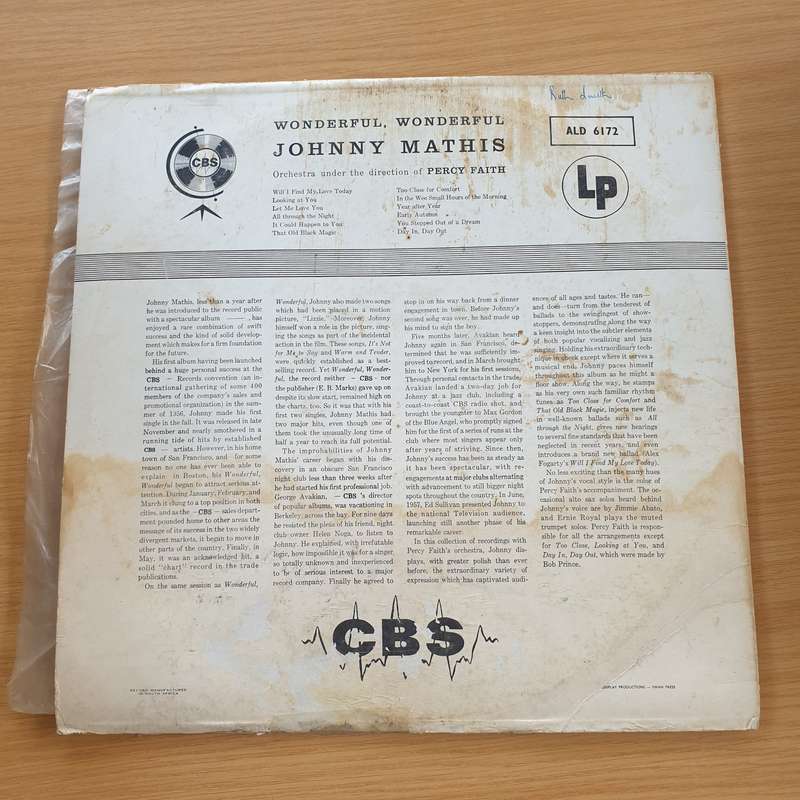 WONDERFUL, WONDERFUL
JOHNNY MATHIS
Orchestra under the direction of PERCY FAITH
ALD 6172
Lp
CBS
Will I Find My Love Today
Looking at You
Let Me Love You
All through the Night
It Could Happen to You
That Old Black Magic
Too Close for Comfort
In the Wee Small Hours of the Morning
Year after Year
Early Autumn
You Stepped Out of a Dream
Day In, Day Out
Johnny Mathis, less than a year after
he was introduced to the record public
with a spectacular album ——— , has
enjoyed a rare combination of swift
success and the kind of solid develop-
ment which makes for a firm foundation
for the future.
His first album having been launched
behind a huge personal success at the
CBS – Records convention (an in-
ternational gathering of some 400
members of the company's sales and
promotional organization) in the sum-
mer of 1956, Johnny made his first
single in the fall. It was released in late
November and nearly smothered in a
running tide of hits by established
CBS – artists. However, in his home
town of San Francisco, and for some
reason no one has ever been able to
explain in Boston, his Wonderful,
Wonderful began to attract serious at-
tention. During January, February, and
March it clung to a top position in both
cities, and as the – CBS – sales depart-
ment pounded home to other areas the
message of its success in the two widely
divergent markets, it began to move in
other parts of the country. Finally, in
May, it was an acknowledged hit, a
solid "chart" record in the trade
publications.
On the same session as Wonderful,
Wonderful, Johnny also made two songs
which had been placed in a motion
picture, "Lizzie." Moreover, Johnny
himself won a role in the picture, sing-
ing the songs as part of the incidental
action in the film. These songs, It's Not
for Me to Say and Warm and Tender,
were quickly established as a best-
selling record. Yet Wonderful, Wonder-
ful, the record neither – CBS - nor
the publisher (E. B. Marks) gave up on
despite its slow start, remained high on
the charts, too. So it was that with his
first two singles, Johnny Mathis had
two major hits, even though one of
them took the unusually long time of
half a year to reach its full potential.
The improbabilities of Johnny
Mathis' career began with his dis-
covery in an obscure San Francisco
night club less than three weeks after
he had started his first professional job.
George Avakian, – CBS 's director
of popular albums, was vacationing in
Berkeley, across the bay. For nine days
he resisted the pleas of his friend, night
club owner Helen Noga, to listen to
Johnny. He explained, with irrefutable
logic, how impossible it was for a singer,
so totally unknown and inexperienced
to be of serious interest to a major
record company. Finally he agreed to
stop in on his way back from a dinner
engagement in town. Before Johnny's
second song was over, he had made up
his mind to sign the boy.
Five months later, Avakian heard
Johnny again in San Francisco, de-
termined that he was sufficiently im-
proved to record, and in March brought
him to New York for his first sessions.
Through personal contacts in the trade,
Avakian landed a two-day job for
Johnny at a jazz club, including a
coast-to-coast CBS radio shot, and
brought the youngster to Max Gordon
of the Blue Angel, who promptly signed
him for the first of a series of runs at the
club where most singers appear only
after years of striving. Since then,
Johnny's success has been as steady as
it has been spectacular, with re-
engagements at major clubs alternating
with advancement to still bigger night
spots throughout the country. In June,
1957, Ed Sullivan presented Johnny to
the national Television audience,
launching still another phase of his
remarkable career.
In this collection of recordings with
Percy Faith's orchestra, Johnny dis-
plays, with greater polish than ever
before, the extraordinary variety of
expression which has captivated audi-
ences of all ages and tastes. He can—
and does—turn from the tenderest of
ballads to the swingingest of show-
stoppers, demonstrating along the way
a keen insight into the subtler elements
of both popular vocalizing and jazz
singing. Holding his extraordinary tech-
nique in check except where it serves a
musical end, Johnny paces himself
throughout this album as he might a
floor show. Along the way, he stamps
as his very own such familiar rhythm
tunes as Too Close for Comfort and
That Old Black Magic, injects new life
in well-known ballads such as All
through the Night, gives new hearings
to several fine standards that have been
neglected in recent years, and even
introduces a brand new ballad (Alex
Fogarty's Will I Find My Love Today).
No less exciting than the many hues
of Johnny's vocal style is the color of
Percy Faith's accompaniment. The oc-
casional alto sax solos heard behind
Johnny's voice are by Jimmie Abato,
and Ernie Royal plays the muted
trumpet solos. Percy Faith is respon-
sible for all the arrangements except
for Too Close, Looking at You, and
Day In, Day Out, which were made by
Bob Prince.
CBS
RECORD MANUFACTURED
IN SOUTH AFRICA